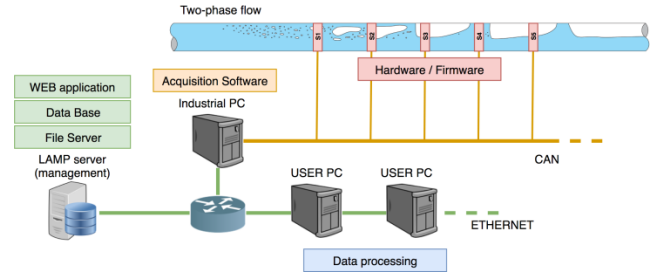 Two-phase flow
S1
S2
S3
S4
S5
Hardware / Firmware
Acquisition Software
Industrial PC
WEB application
Data Base
File Server
LAMP server
(management)
CAN
USER PC
USER PC
ETHERNET
Data processing